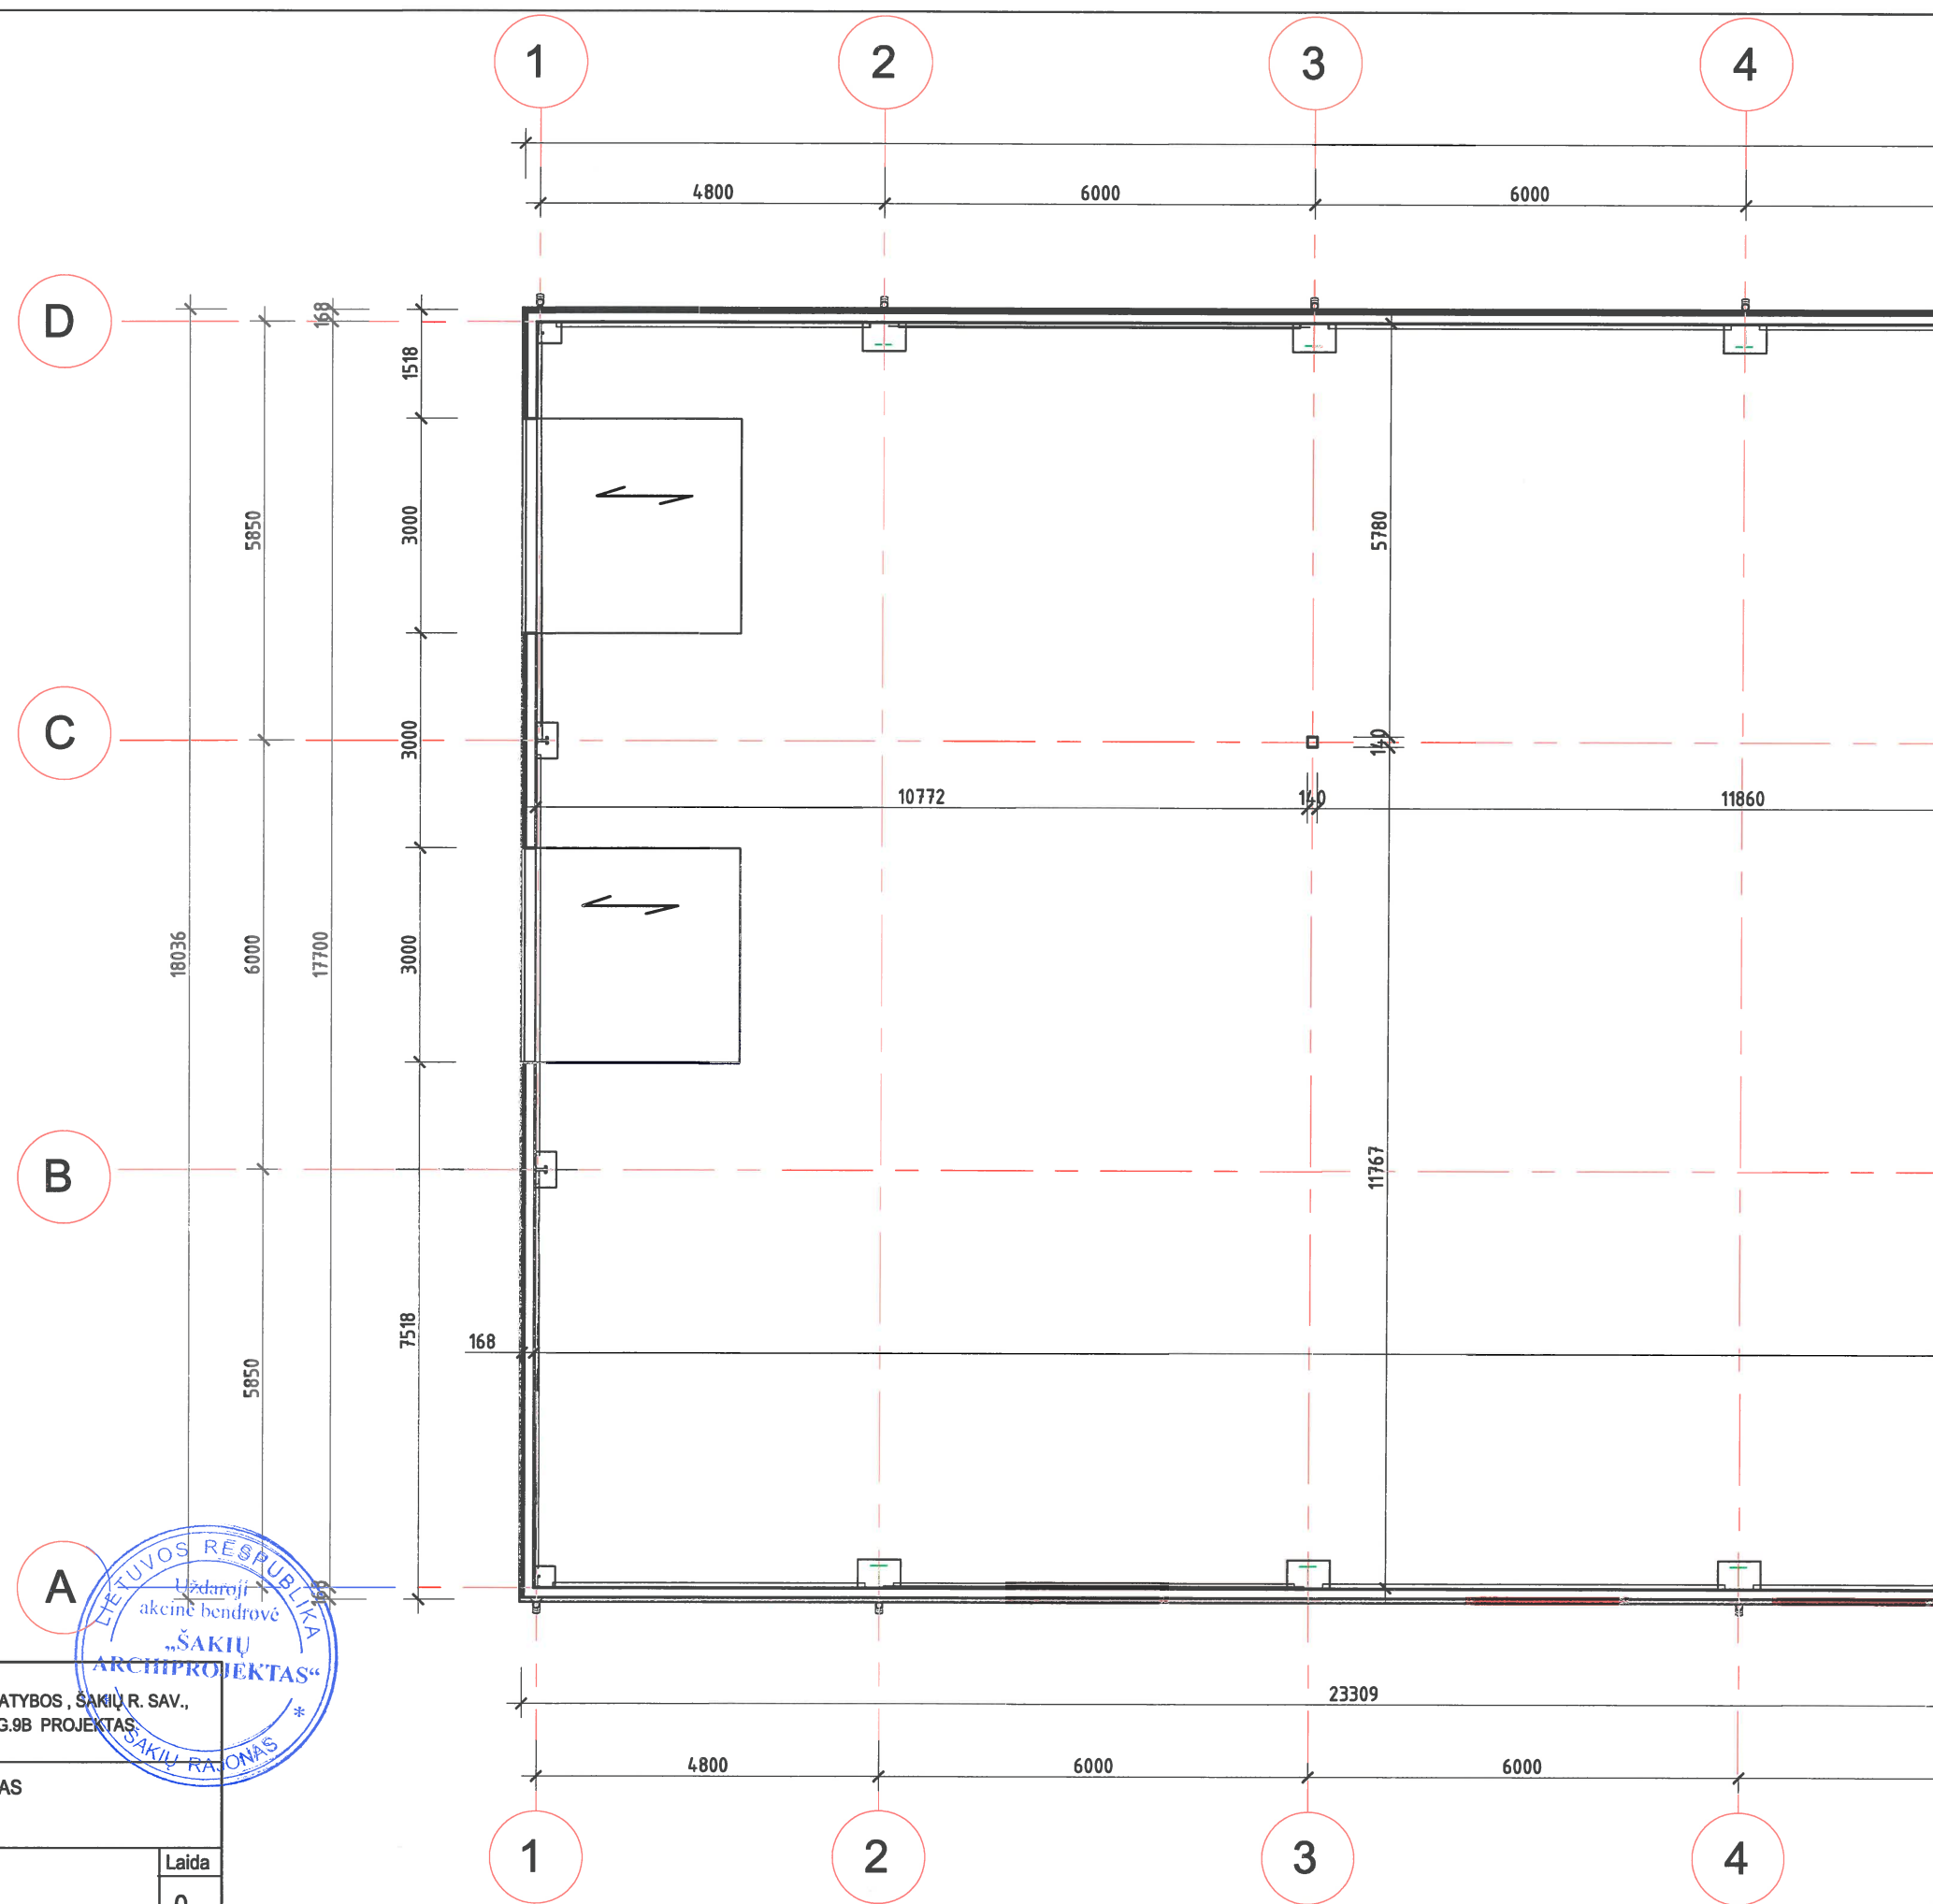 1 2 3 4
4800 6000 6000
D
168
1518
5850
3000
5780
C
3000
140
10772 140 11860
18036
6000
17700
3000
B
11767
7518
168
5850
A
LIETUVOS RESPUBLIKA
Uždaroji
akcinė bendrovė
„ŠAKIŲ
ARCHIPROJEKTAS“
* ŠAKIŲ RAJONAS *
ATYBOS , ŠAKIŲ R. SAV.,
G.9B PROJEKTAS
AS
Laida
0
23309
4800 6000 6000
1 2 3 4